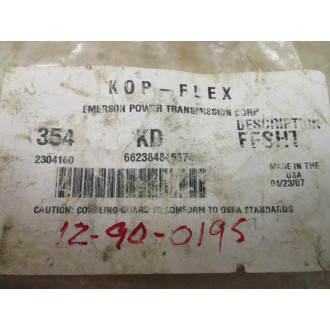 KOP-FLEX
EMERSON POWER TRANSMISSION CORP
DESCRIPTION
354 KD FFSHT
2304160
MADE IN THE
USA
04/23/07
CAUTION: COUPLING GUARD TO COMFORM TO OSHA STANDARDS
12-90-0195